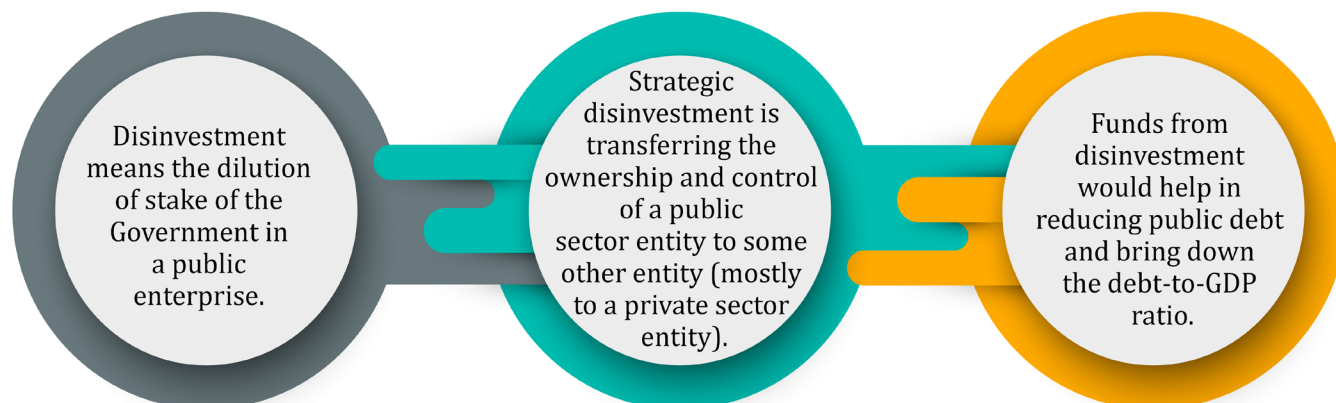 Disinvestment
means the dilution
of stake of the
Government in
a public
enterprise.
Strategic
disinvestment is
transferring the
ownership and control
of a public
sector entity to some
other entity (mostly
to a private sector
entity).
Funds from
disinvestment
would help in
reducing public debt
and bring down
the debt-to-GDP
ratio.